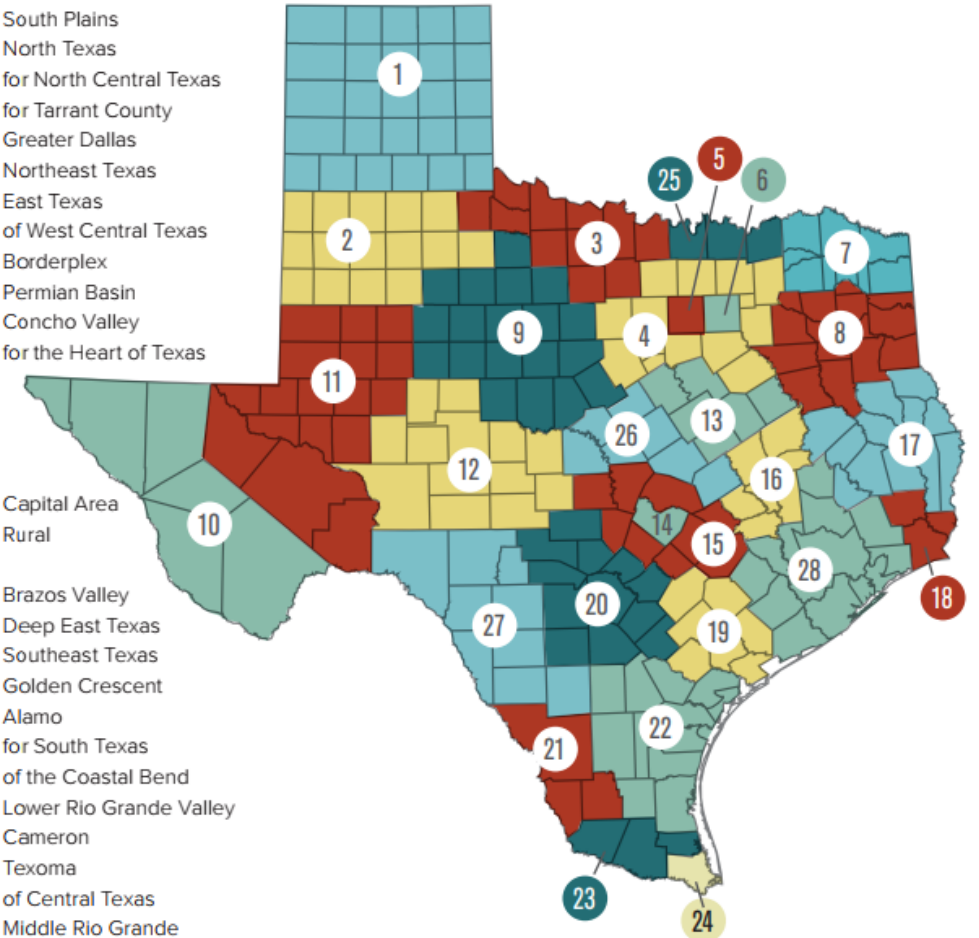 South Plains
North Texas
for North Central Texas
for Tarrant County
Greater Dallas
Northeast Texas
East Texas
of West Central Texas
Borderplex
Permian Basin
Concho Valley
for the Heart of Texas
Capital Area
Rural
Brazos Valley
Deep East Texas
Southeast Texas
Golden Crescent
Alamo
for South Texas
of the Coastal Bend
Lower Rio Grande Valley
Cameron
Texoma
of Central Texas
Middle Rio Grande
1
5
25
6
2
3
7
9
4
8
11
13
26
17
12
16
10
14
15
28
18
20
27
19
22
21
23
24